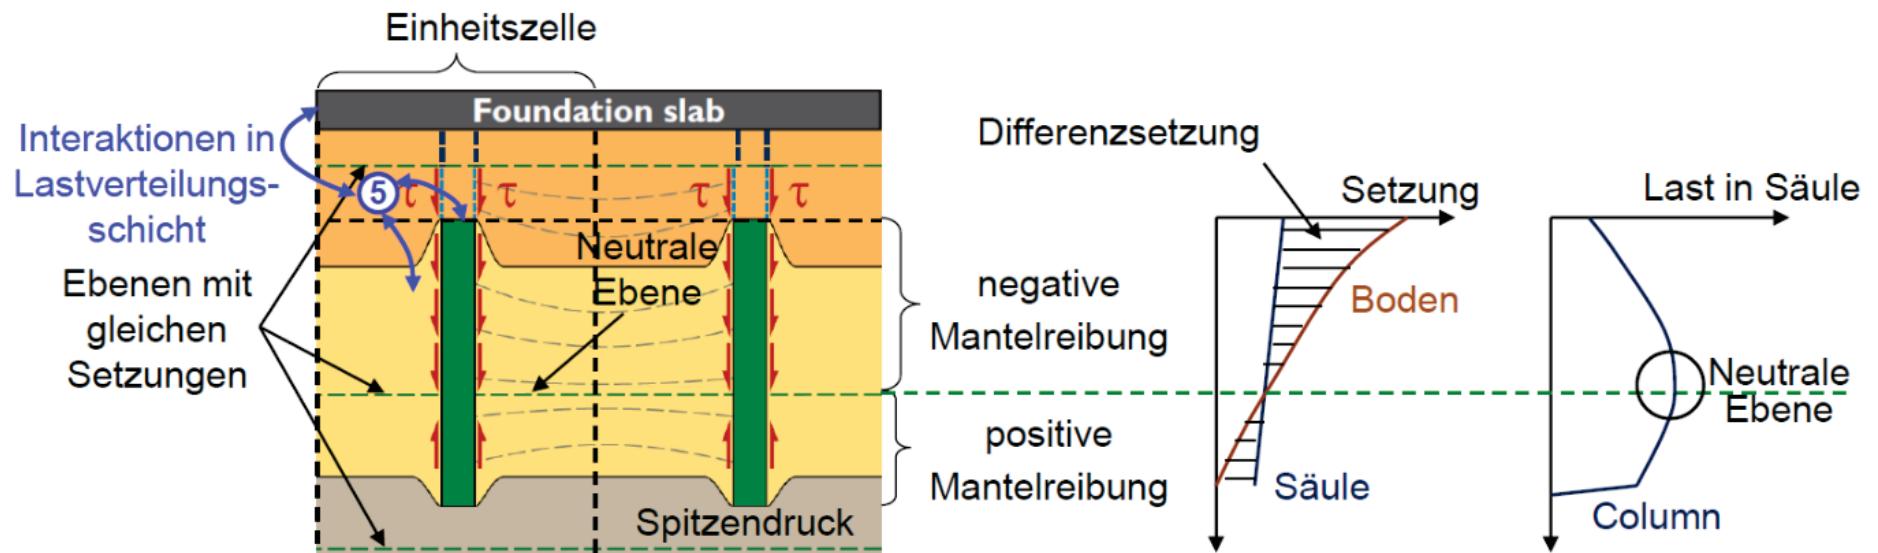 Einheitszelle
Foundation slab
Interaktionen in
Lastverteilungs-
schicht
5
τ
τ
τ
τ
Ebenen mit
gleichen
Setzungen
Neutrale
Ebene
Spitzendruck
negative
Mantelreibung
positive
Mantelreibung
Differenzsetzung
Setzung
Boden
Säule
Last in Säule
Neutrale
Ebene
Column